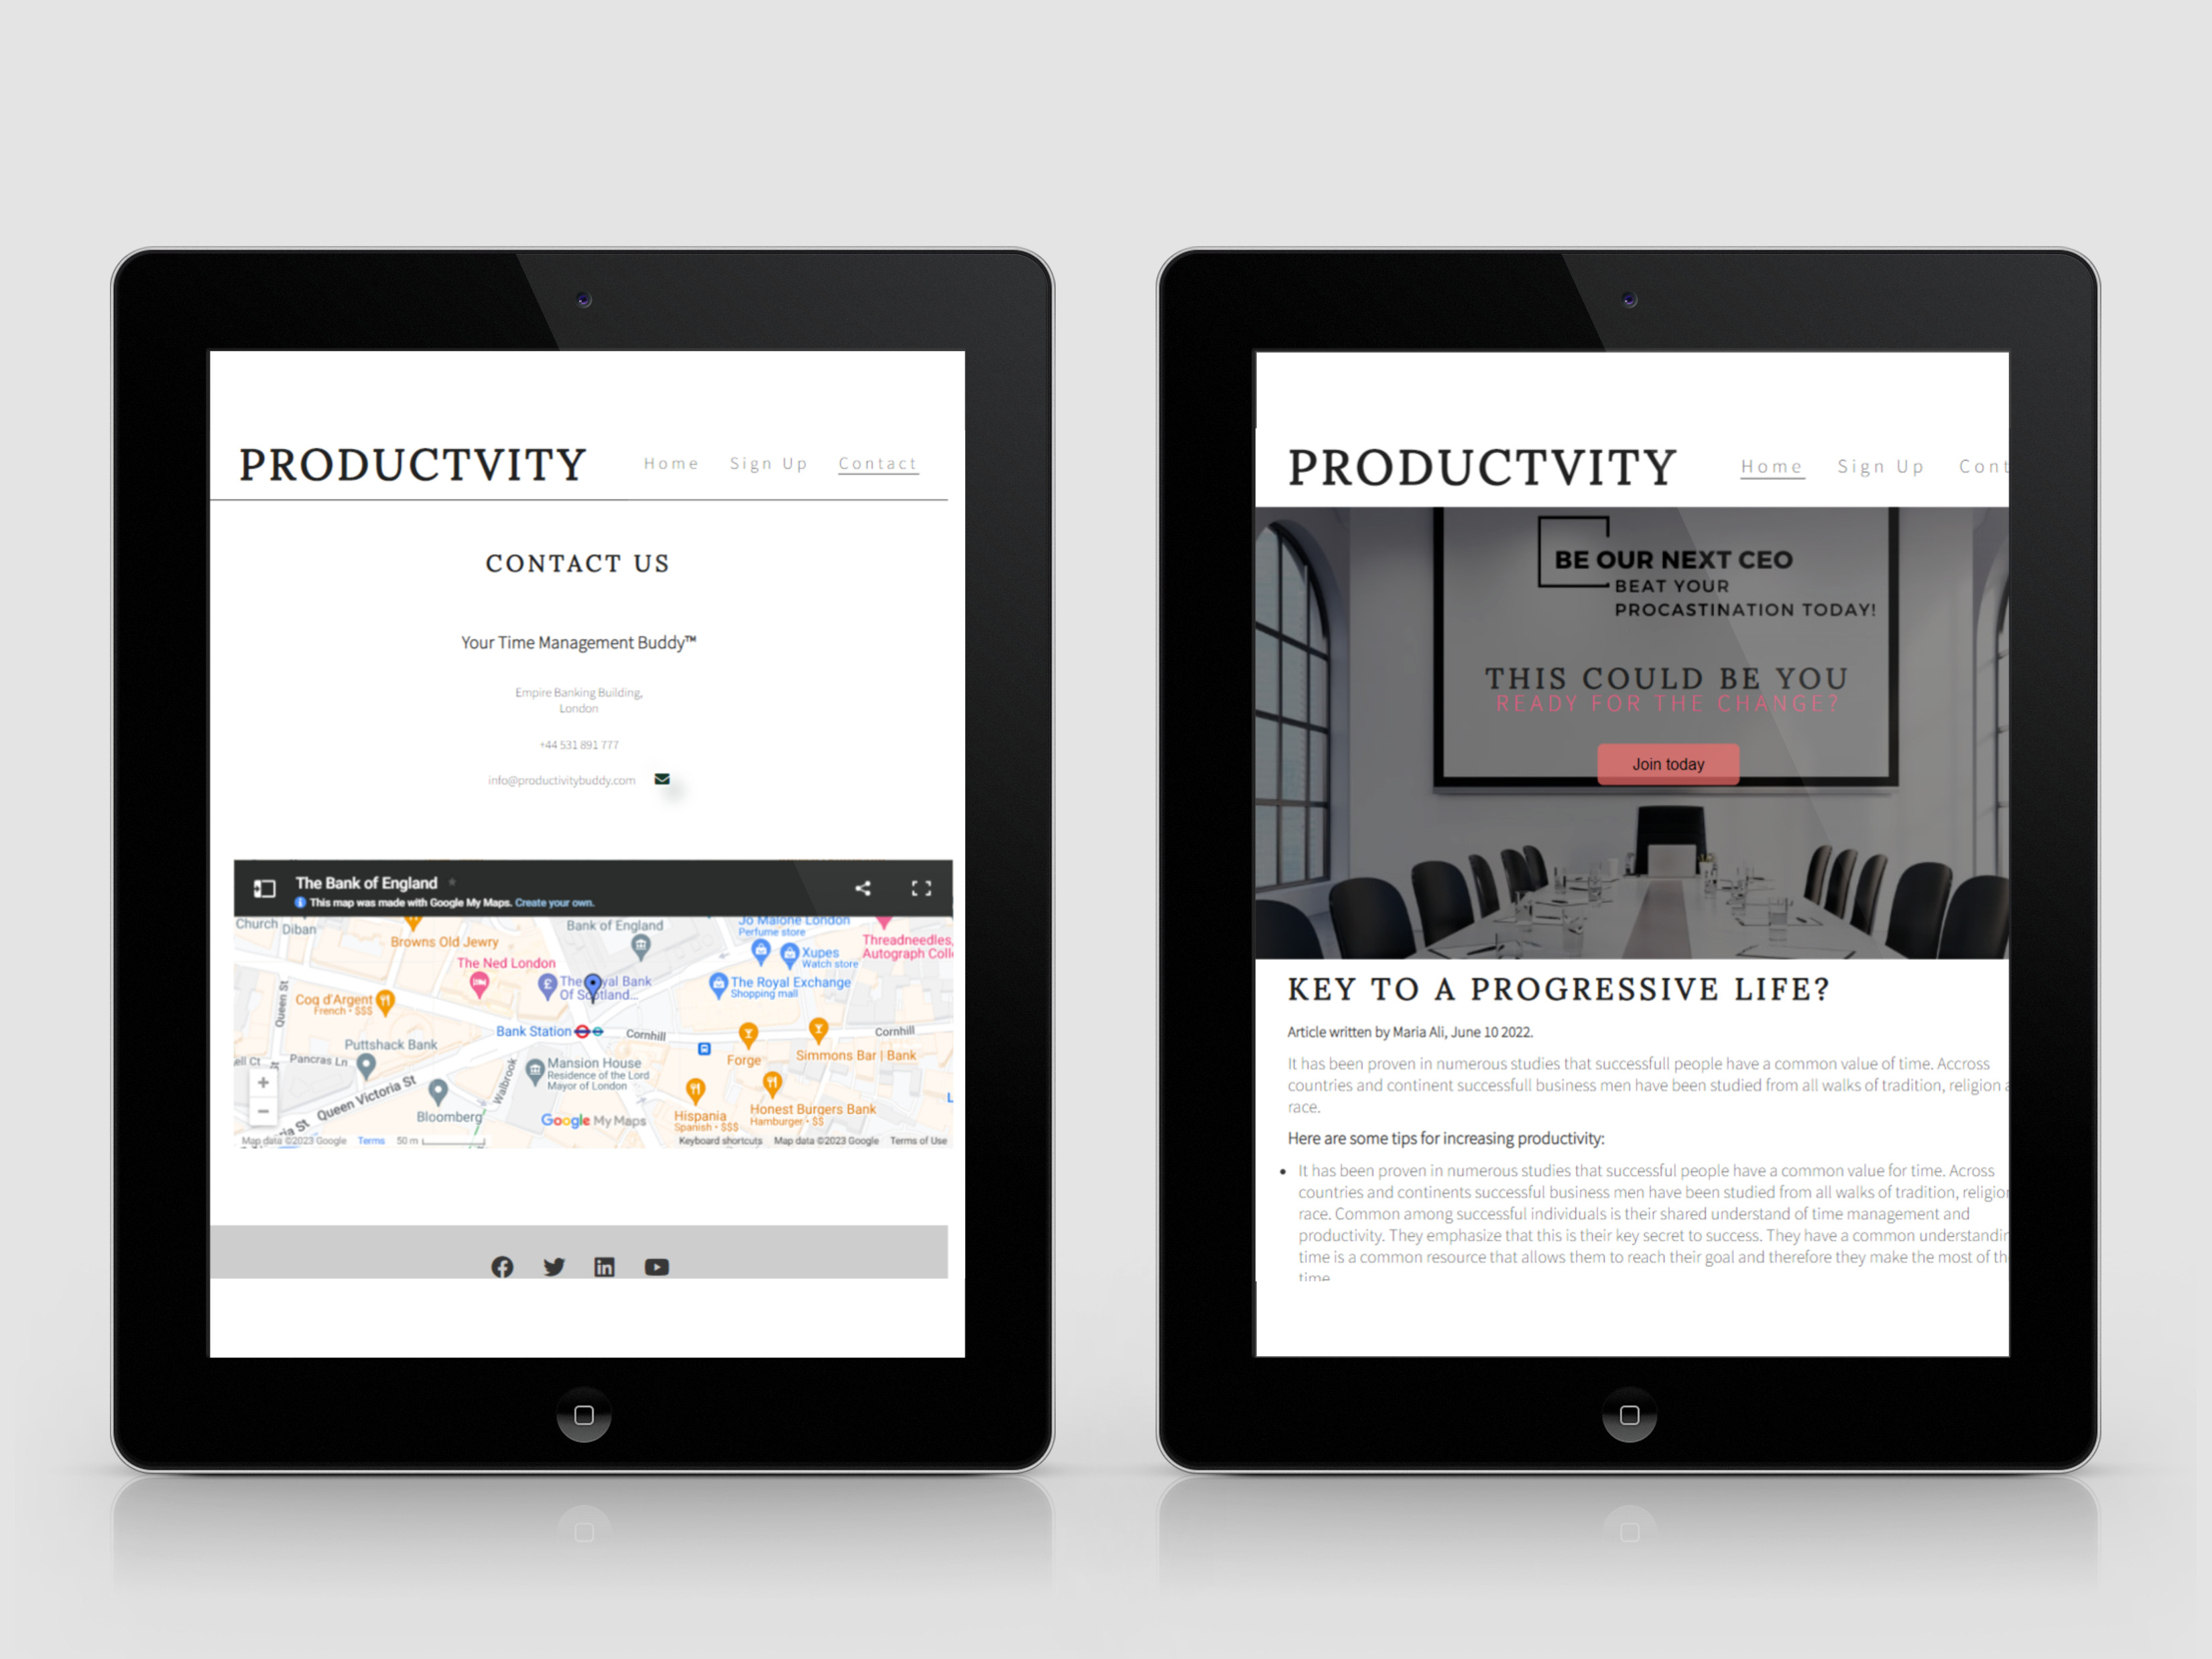 PRODUCTVITY
Home Sign Up Contact
CONTACT US
Your Time Management Buddy™
Empire Banking Building,
London
+44 531 891 777
info@productivitybuddy.com
The Bank of England
This map was made with Google My Maps. Create your own.
Church
Diban
Browns Old Jewry
Bank of England
Jo Malone London
Perfume store
Xupes
Watch store
Threadneedles,
Autograph Coll
The Ned London
The Royal Bank
Of Scotland...
The Royal Exchange
Shopping mall
Queen St
Coq d'Argent
French • $$$
Bank Station
Cornhill
Cornhill
Puttshack Bank
Forge
Simmons Bar | Bank
ell Ct
Pancras Ln
Mansion House
Residence of the Lord
Mayor of London
Walbrook
Queen Victoria St
Bloomberg
Hispania
Spanish • $$$
Honest Burgers Bank
Hamburger • $$
ia St
Google My Maps
Map data ©2023 Google Terms 50 m
Keyboard shortcuts Map data ©2023 Google Terms of Use
PRODUCTVITY
Home Sign Up Cont
BE OUR NEXT CEO
BEAT YOUR
PROCASTINATION TODAY!
THIS COULD BE YOU
READY FOR THE CHANGE?
Join today
KEY TO A PROGRESSIVE LIFE?
Article written by Maria Ali, June 10 2022.
It has been proven in numerous studies that successfull people have a common value of time. Accross
countries and continent successfull business men have been studied from all walks of tradition, religion a
race.
Here are some tips for increasing productivity:
• It has been proven in numerous studies that successful people have a common value for time. Across
countries and continents successful business men have been studied from all walks of tradition, religion
race. Common among successful individuals is their shared understand of time management and
productivity. They emphasize that this is their key secret to success. They have a common understandin
time is a common resource that allows them to reach their goal and therefore they make the most of th
time